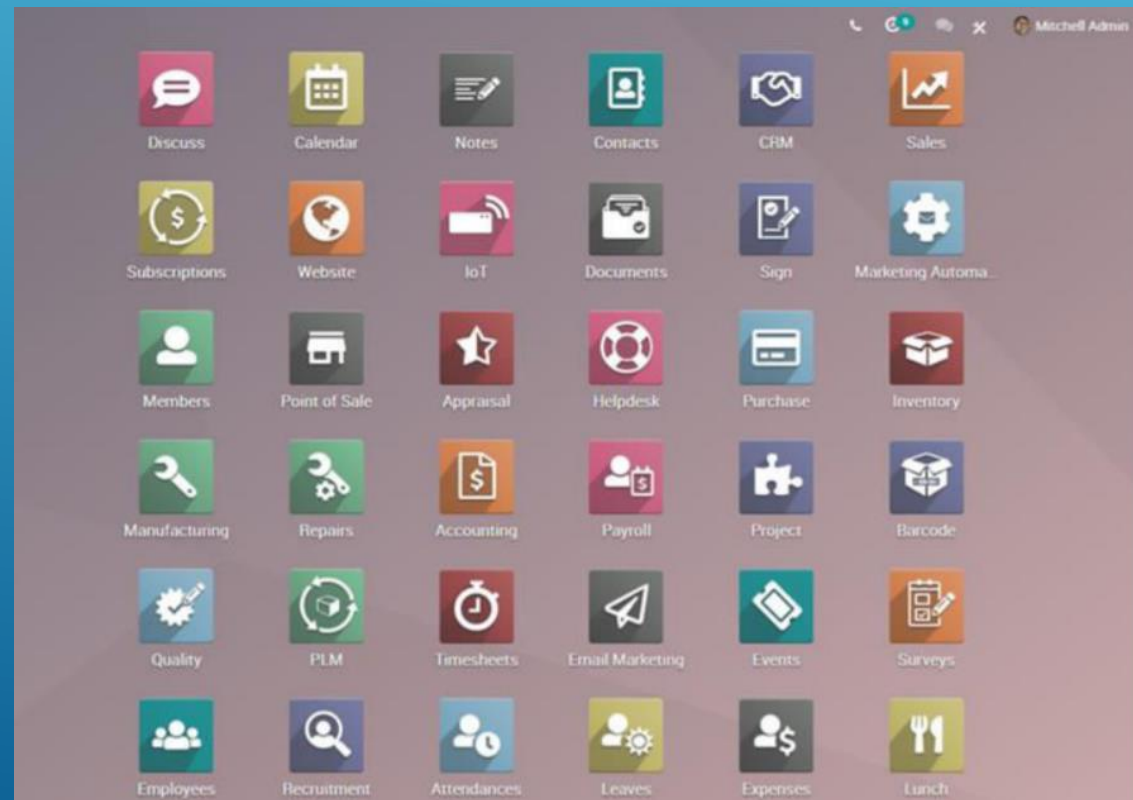 9 Mitchell Admin
Discuss Calendar Notes Contacts CRM Sales
Subscriptions Website IoT Documents Sign Marketing Automa...
Members Point of Sale Appraisal Helpdesk Purchase Inventory
Manufacturing Repairs Accounting Payroll Project Barcode
Quality PLM Timesheets Email Marketing Events Surveys
Employees Recruitment Attendances Leaves Expenses Lunch